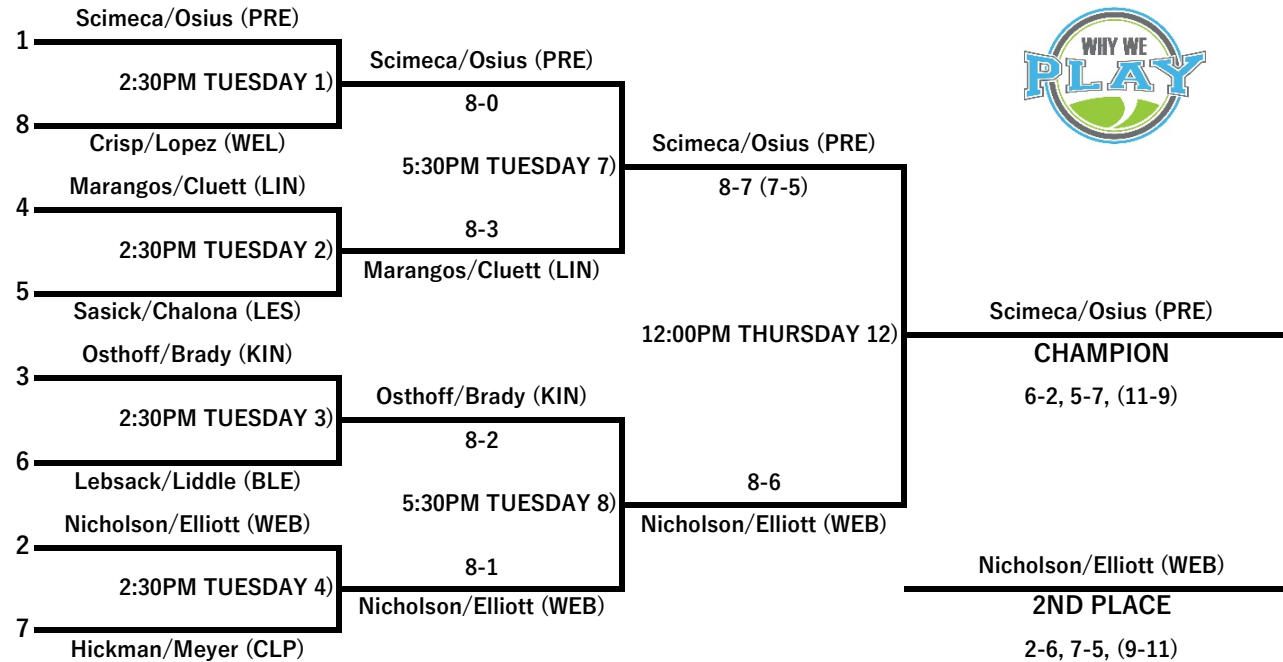 Scimeca/Osius (PRE)
1
2:30PM TUESDAY 1)
8
Crisp/Lopez (WEL)
Marangos/Cluett (LIN)
4
2:30PM TUESDAY 2)
5
Sasick/Chalona (LES)
Osthoff/Brady (KIN)
3
2:30PM TUESDAY 3)
6
Lebsack/Liddle (BLE)
Nicholson/Elliott (WEB)
2
2:30PM TUESDAY 4)
7
Hickman/Meyer (CLP)
Scimeca/Osius (PRE)
8-0
5:30PM TUESDAY 7)
8-3
Marangos/Cluett (LIN)
Osthoff/Brady (KIN)
8-2
5:30PM TUESDAY 8)
8-1
Nicholson/Elliott (WEB)
Scimeca/Osius (PRE)
8-7 (7-5)
12:00PM THURSDAY 12)
8-6
Nicholson/Elliott (WEB)
WHY WE
PLAY
Scimeca/Osius (PRE)
CHAMPION
6-2, 5-7, (11-9)
Nicholson/Elliott (WEB)
2ND PLACE
2-6, 7-5, (9-11)